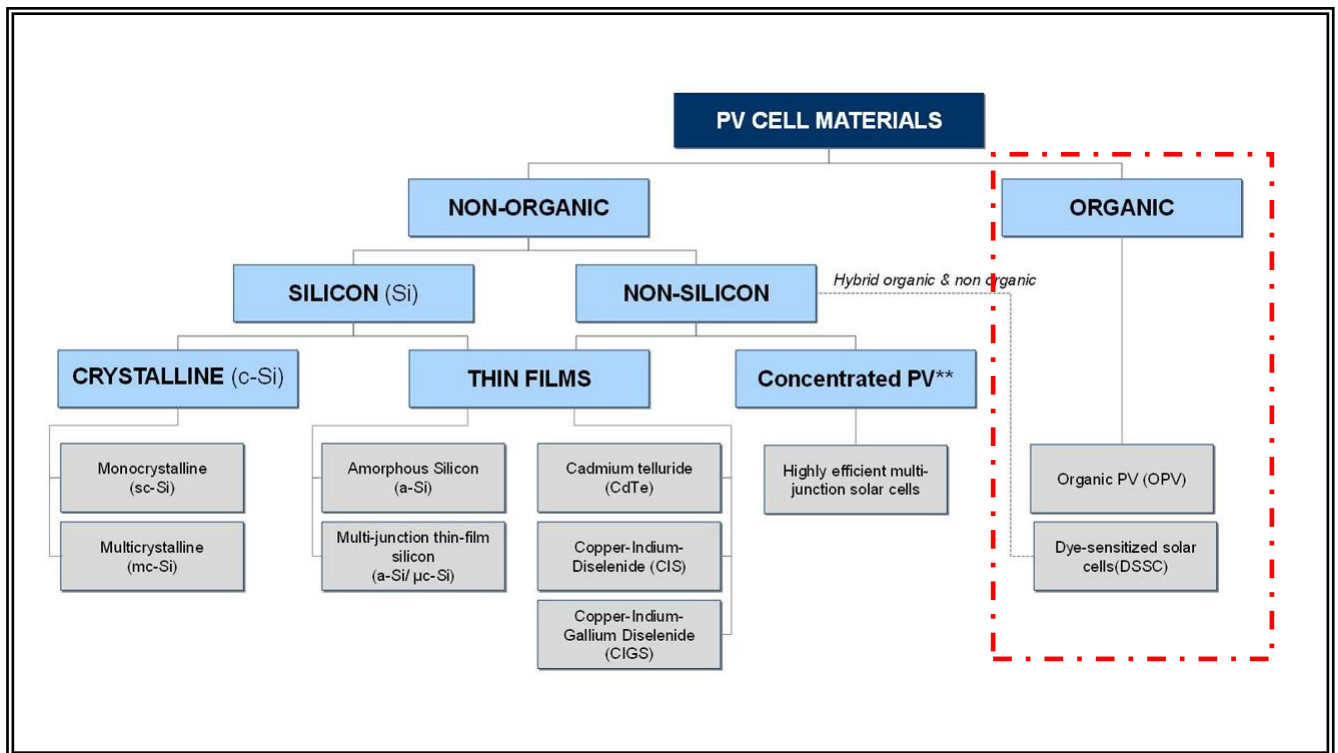 PV CELL MATERIALS
NON-ORGANIC
ORGANIC
SILICON (Si)
NON-SILICON
Hybrid organic & non organic
CRYSTALLINE (c-Si)
THIN FILMS
Concentrated PV**
Monocrystalline
(sc-Si)
Multicrystalline
(mc-Si)
Amorphous Silicon
(a-Si)
Multi-junction thin-film
silicon
(a-Si/ µc-Si)
Cadmium telluride
(CdTe)
Copper-Indium-
Diselenide (CIS)
Copper-Indium-
Gallium Diselenide
(CIGS)
Highly efficient multi-
junction solar cells
Organic PV (OPV)
Dye-sensitized solar
cells(DSSC)